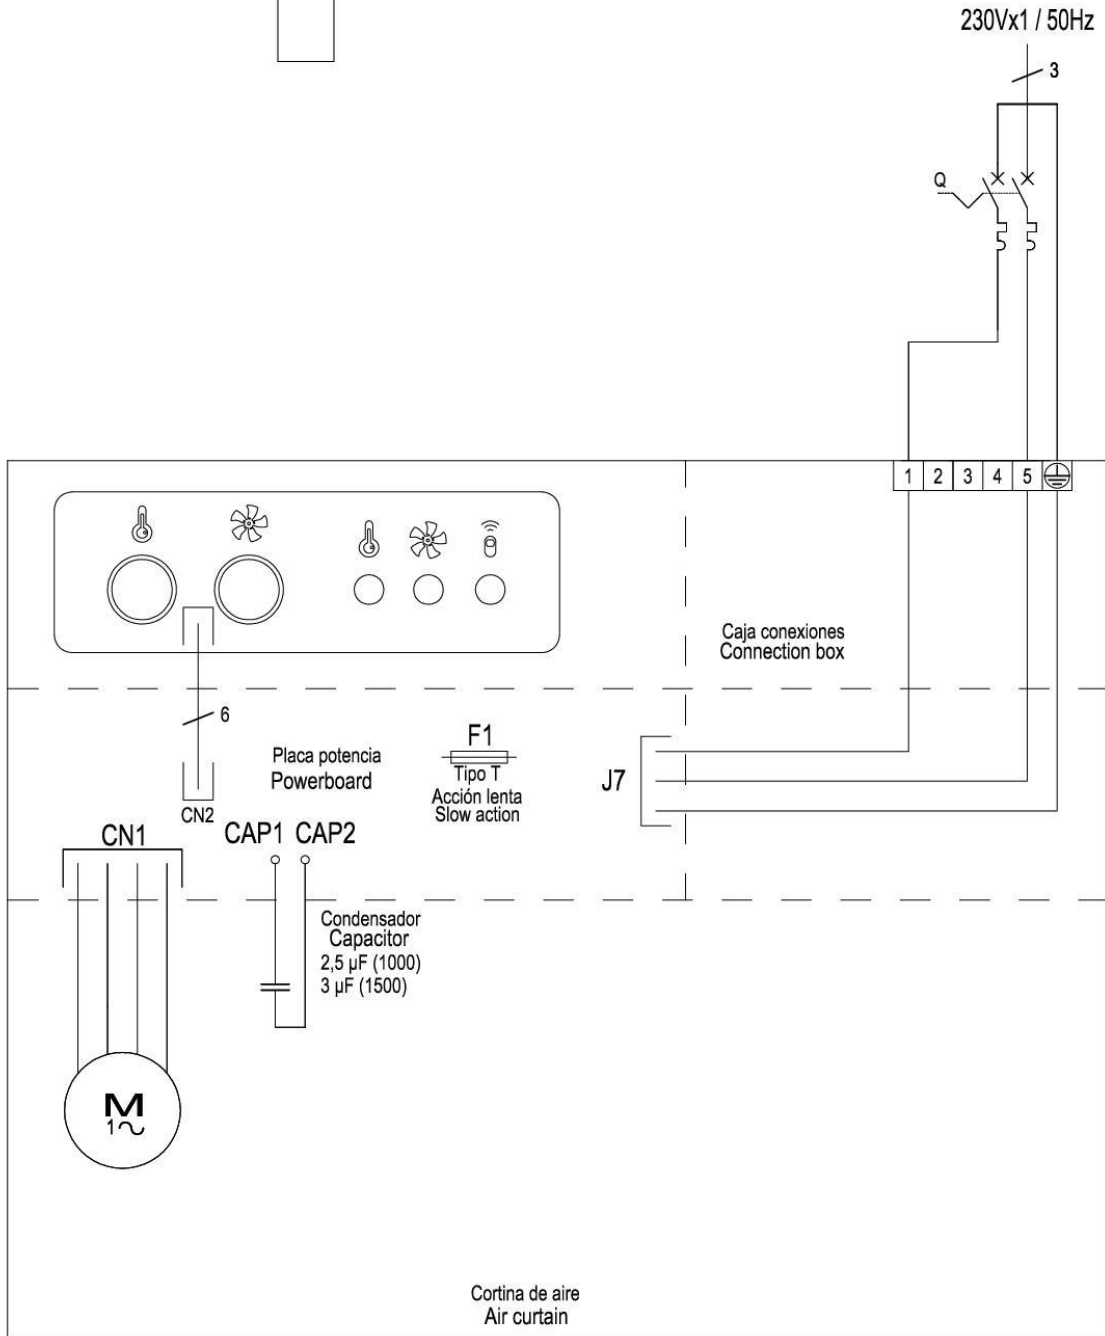 230Vx1 / 50Hz
3
Q
1 2 3 4 5
Caja conexiones
Connection box
6
Placa potencia
Powerboard
F1
Tipo T
Acción lenta
Slow action
J7
CN2
CN1
CAP1 CAP2
Condensador
Capacitor
2,5 µF (1000)
3 µF (1500)
M
1~
Cortina de aire
Air curtain